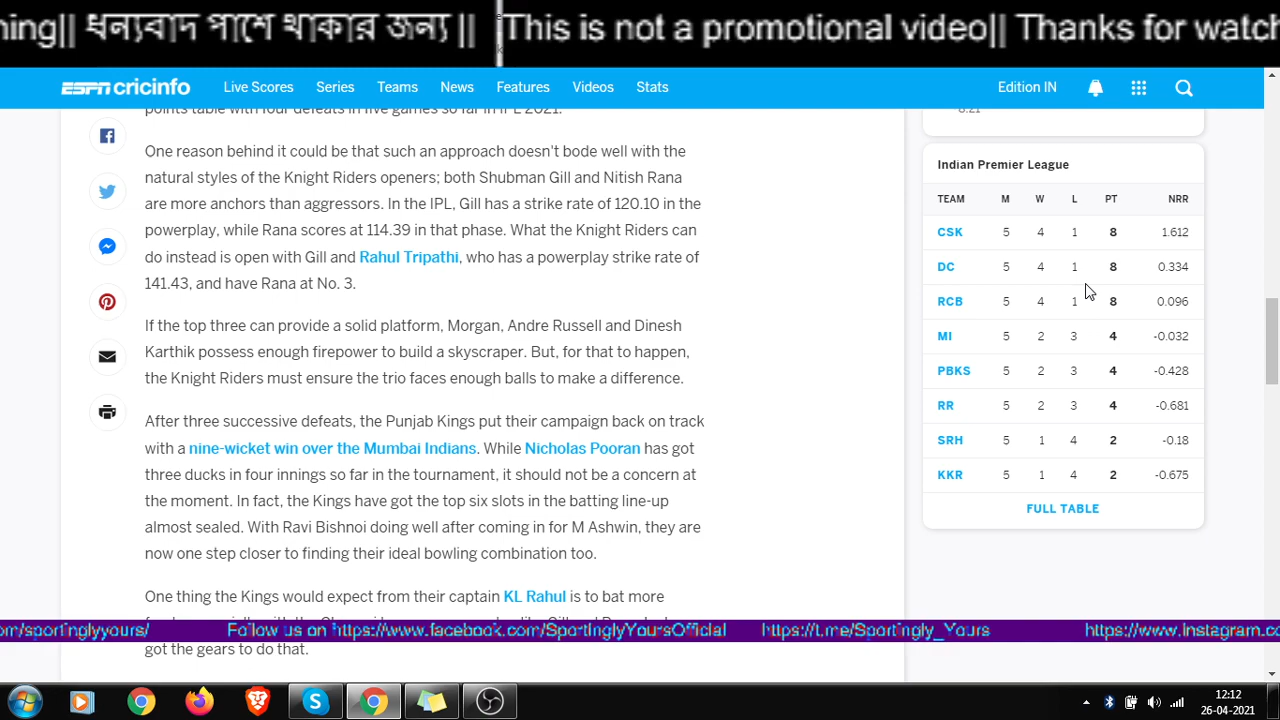 ning|| ধন্যবাদ পাশে থাকার জন্য || This is not a promotional video|| Thanks for watch
ESPN cricinfo Live Scores Series Teams News Features Videos Stats Edition IN
points table with four defeats in five games so far in IPL 2021.
One reason behind it could be that such an approach doesn't bode well with the
natural styles of the Knight Riders openers; both Shubman Gill and Nitish Rana
are more anchors than aggressors. In the IPL, Gill has a strike rate of 120.10 in the
powerplay, while Rana scores at 114.39 in that phase. What the Knight Riders can
do instead is open with Gill and Rahul Tripathi, who has a powerplay strike rate of
141.43, and have Rana at No. 3.
If the top three can provide a solid platform, Morgan, Andre Russell and Dinesh
Karthik possess enough firepower to build a skyscraper. But, for that to happen,
the Knight Riders must ensure the trio faces enough balls to make a difference.
After three successive defeats, the Punjab Kings put their campaign back on track
with a nine-wicket win over the Mumbai Indians. While Nicholas Pooran has got
three ducks in four innings so far in the tournament, it should not be a concern at
the moment. In fact, the Kings have got the top six slots in the batting line-up
almost sealed. With Ravi Bishnoi doing well after coming in for M Ashwin, they are
now one step closer to finding their ideal bowling combination too.
One thing the Kings would expect from their captain KL Rahul is to bat more
om/sportinglyyours/ Follow us on https://www.facebook.com/SportinglyYoursOfficial https://t.me/Sportingly_Yours https://www.instagram.co
got the gears to do that.
Indian Premier League
TEAM M W L PT NRR
CSK 5 4 1 8 1.612
DC 5 4 1 8 0.334
RCB 5 4 1 8 0.096
MI 5 2 3 4 -0.032
PBKS 5 2 3 4 -0.428
RR 5 2 3 4 -0.681
SRH 5 1 4 2 -0.18
KKR 5 1 4 2 -0.675
FULL TABLE
12:12
26-04-2021